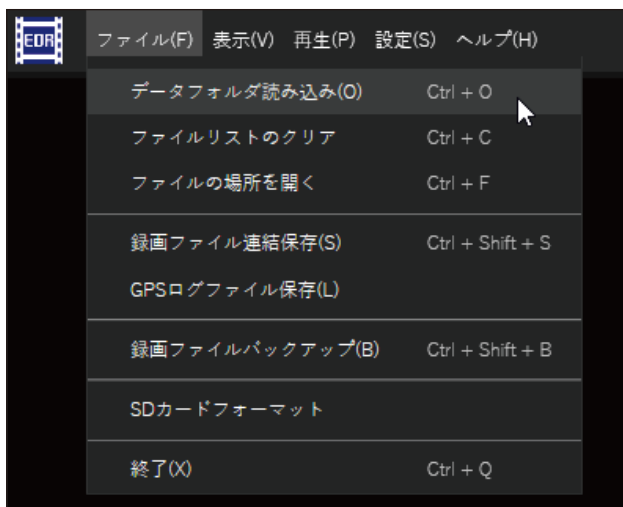 EDR ファイル(F) 表示(V) 再生(P) 設定(S) ヘルプ(H)
データフォルダ読み込み(O) Ctrl + O
ファイルリストのクリア Ctrl + C
ファイルの場所を開く Ctrl + F
録画ファイル連結保存(S) Ctrl + Shift + S
GPSログファイル保存(L)
録画ファイルバックアップ(B) Ctrl + Shift + B
SDカードフォーマット
終了(X) Ctrl + Q